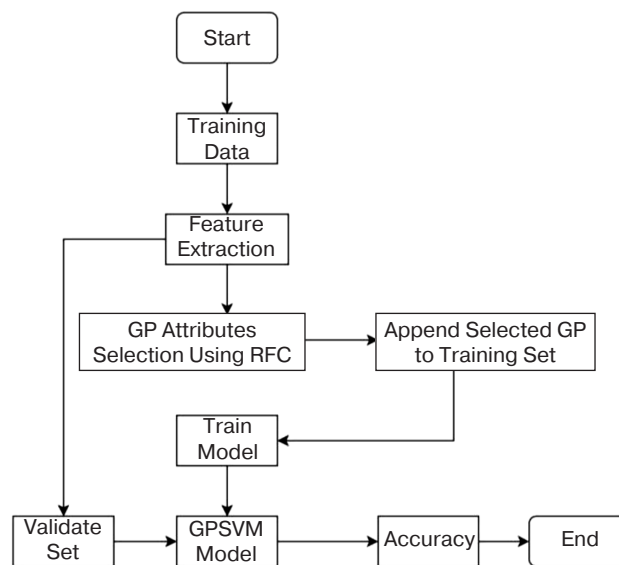 Start
Training
Data
Feature
Extraction
GP Attributes
Selection Using RFC
Append Selected GP
to Training Set
Train
Model
Validate
Set
GPSVM
Model
Accuracy
End